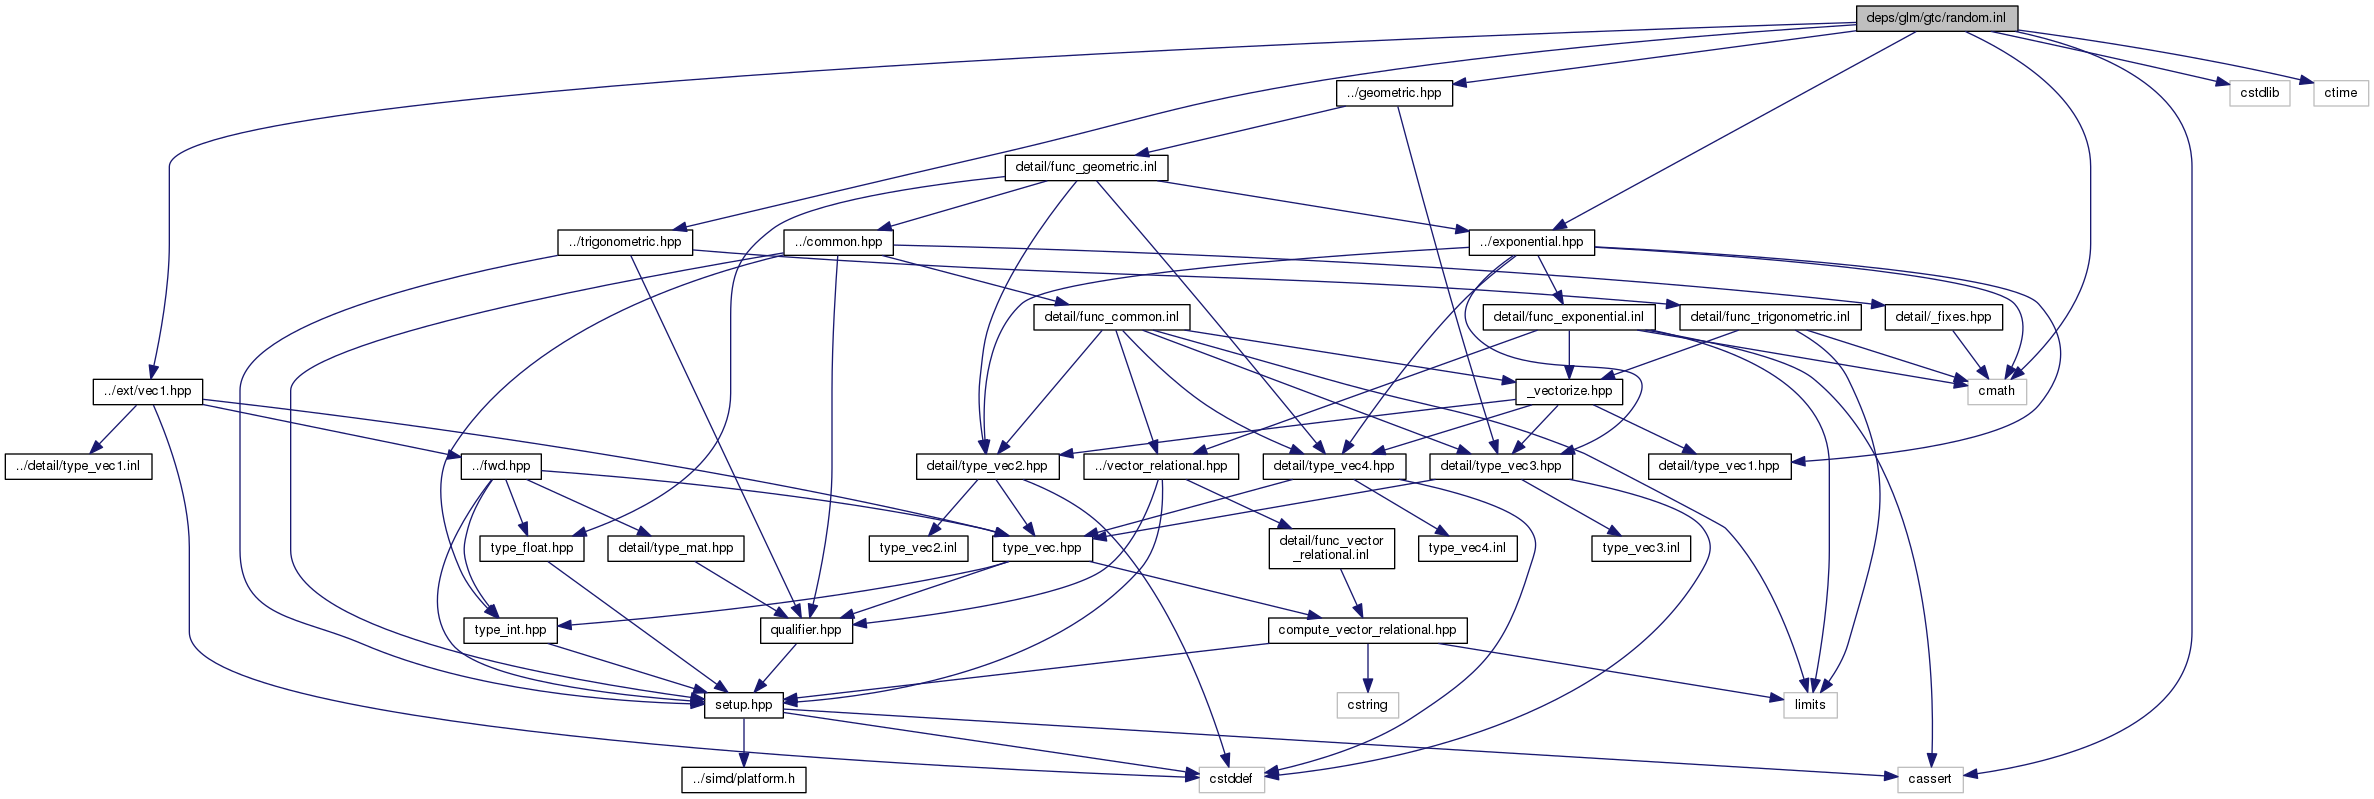 deps/glm/gtc/random.inl
../geometric.hpp
cstdlib
ctime
detail/func_geometric.inl
../trigonometric.hpp
../common.hpp
../exponential.hpp
detail/func_common.inl
detail/func_exponential.inl
detail/func_trigonometric.inl
detail/_fixes.hpp
../ext/vec1.hpp
_vectorize.hpp
cmath
../detail/type_vec1.inl
../fwd.hpp
detail/type_vec2.hpp
../vector_relational.hpp
detail/type_vec4.hpp
detail/type_vec3.hpp
detail/type_vec1.hpp
type_float.hpp
detail/type_mat.hpp
type_vec2.inl
type_vec.hpp
detail/func_vector
_relational.inl
type_vec4.inl
type_vec3.inl
type_int.hpp
qualifier.hpp
compute_vector_relational.hpp
setup.hpp
cstring
limits
../simd/platform.h
cstddef
cassert